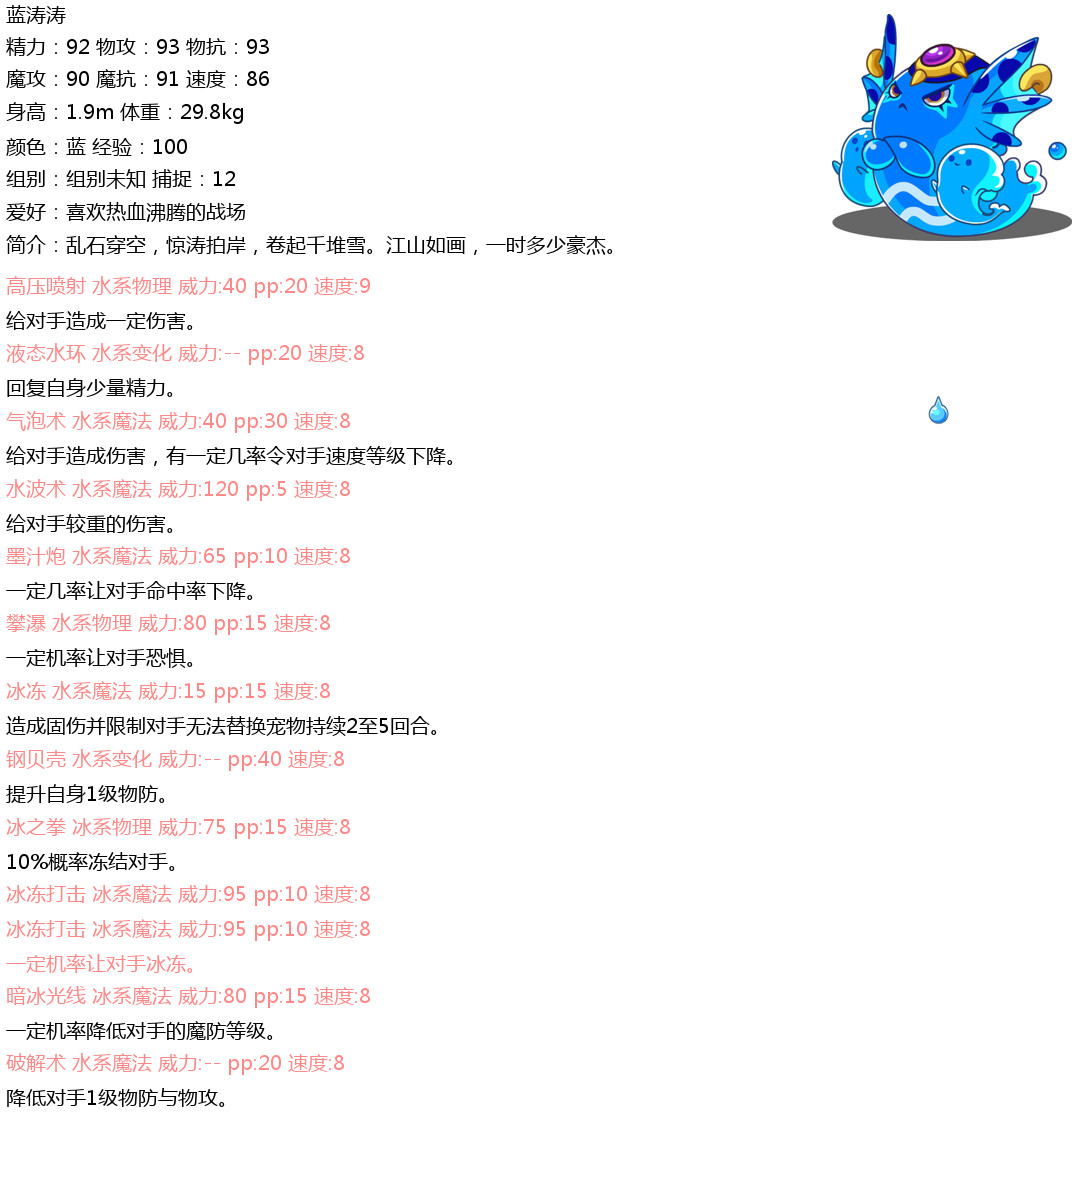 蓝涛涛
精力：92 物攻：93 物抗：93
魔攻：90 魔抗：91 速度：86
身高：1.9m 体重：29.8kg
颜色：蓝 经验：100
组别：组别未知 捕捉：12
爱好：喜欢热血沸腾的战场
简介：乱石穿空，惊涛拍岸，卷起千堆雪。江山如画，一时多少豪杰。
高压喷射 水系物理 威力:40 pp:20 速度:9
给对手造成一定伤害。
液态水环 水系变化 威力:-- pp:20 速度:8
回复自身少量精力。
气泡术 水系魔法 威力:40 pp:30 速度:8
给对手造成伤害，有一定几率令对手速度等级下降。
水波术 水系魔法 威力:120 pp:5 速度:8
给对手较重的伤害。
墨汁炮 水系魔法 威力:65 pp:10 速度:8
一定几率让对手命中率下降。
攀瀑 水系物理 威力:80 pp:15 速度:8
一定机率让对手恐惧。
冰冻 水系魔法 威力:15 pp:15 速度:8
造成固伤并限制对手无法替换宠物持续2至5回合。
钢贝壳 水系变化 威力:-- pp:40 速度:8
提升自身1级物防。
冰之拳 冰系物理 威力:75 pp:15 速度:8
10%概率冻结对手。
冰冻打击 冰系魔法 威力:95 pp:10 速度:8
冰冻打击 冰系魔法 威力:95 pp:10 速度:8
一定机率让对手冰冻。
暗冰光线 冰系魔法 威力:80 pp:15 速度:8
一定机率降低对手的魔防等级。
破解术 水系魔法 威力:-- pp:20 速度:8
降低对手1级物防与物攻。